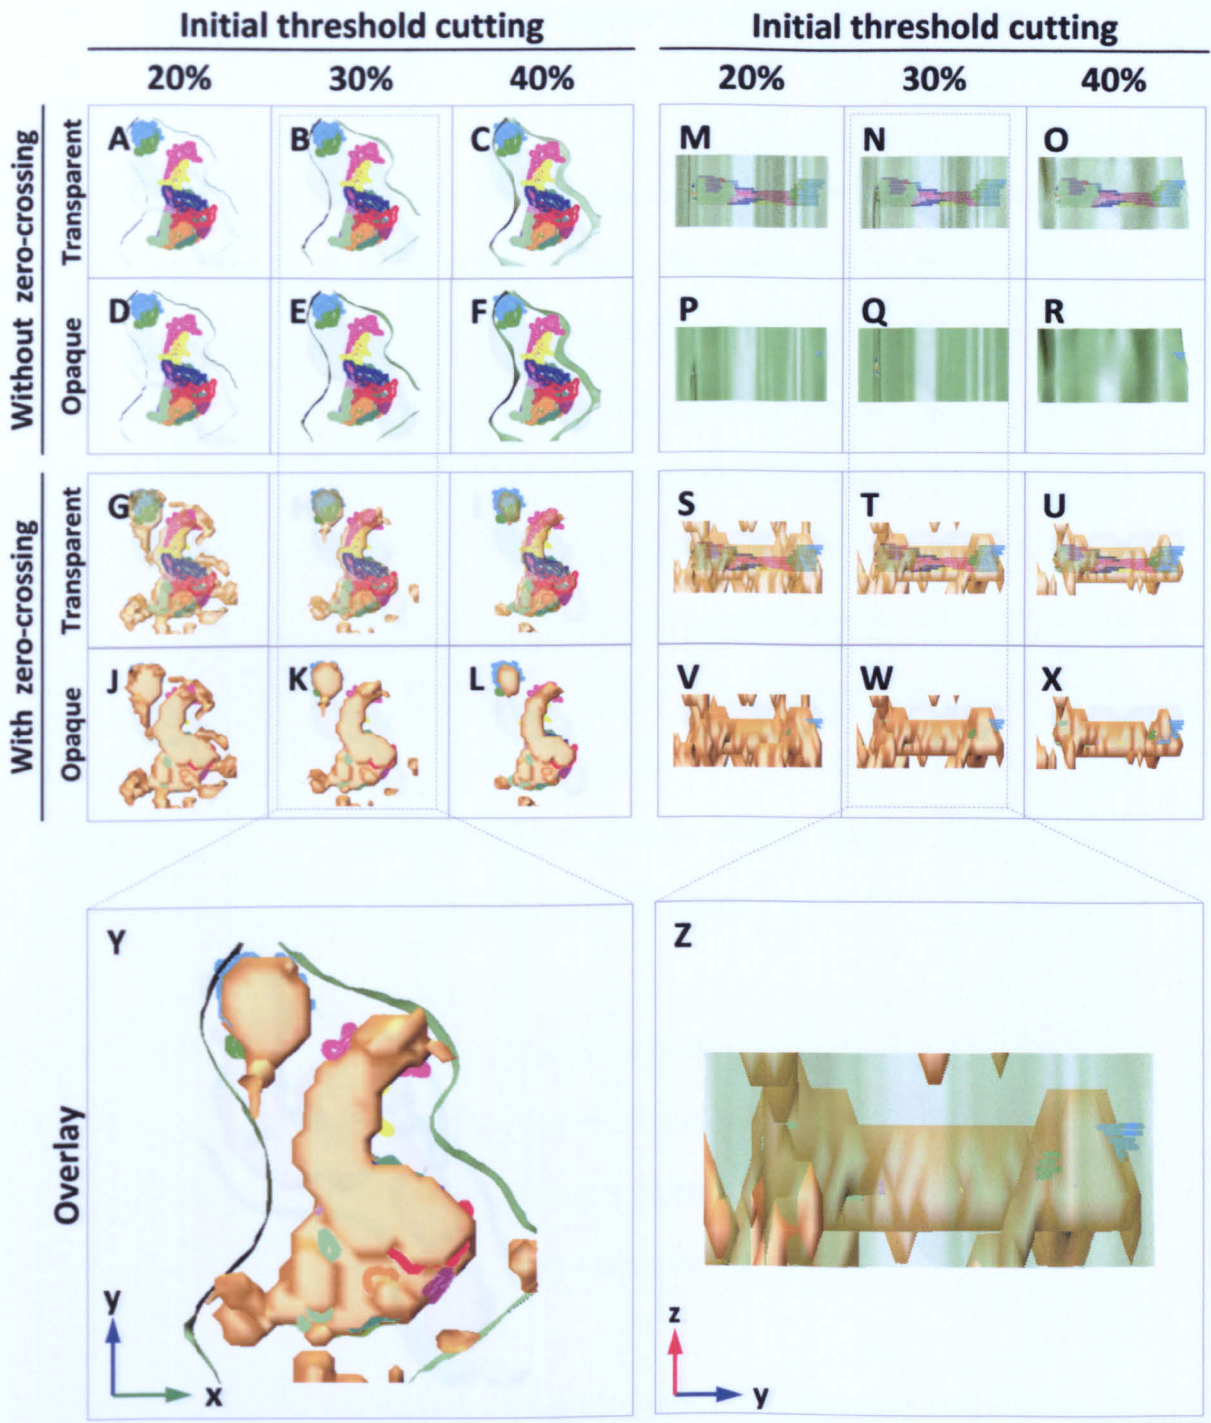 Initial threshold cutting Initial threshold cutting
20% 30% 40% 20% 30% 40%
Without zero-crossing
Transparent
A B C M N O
Opaque
D E F P Q R
With zero-crossing
Transparent
G H I S T U
Opaque
J K L V W X
Overlay
Y Z
y
x
z
y